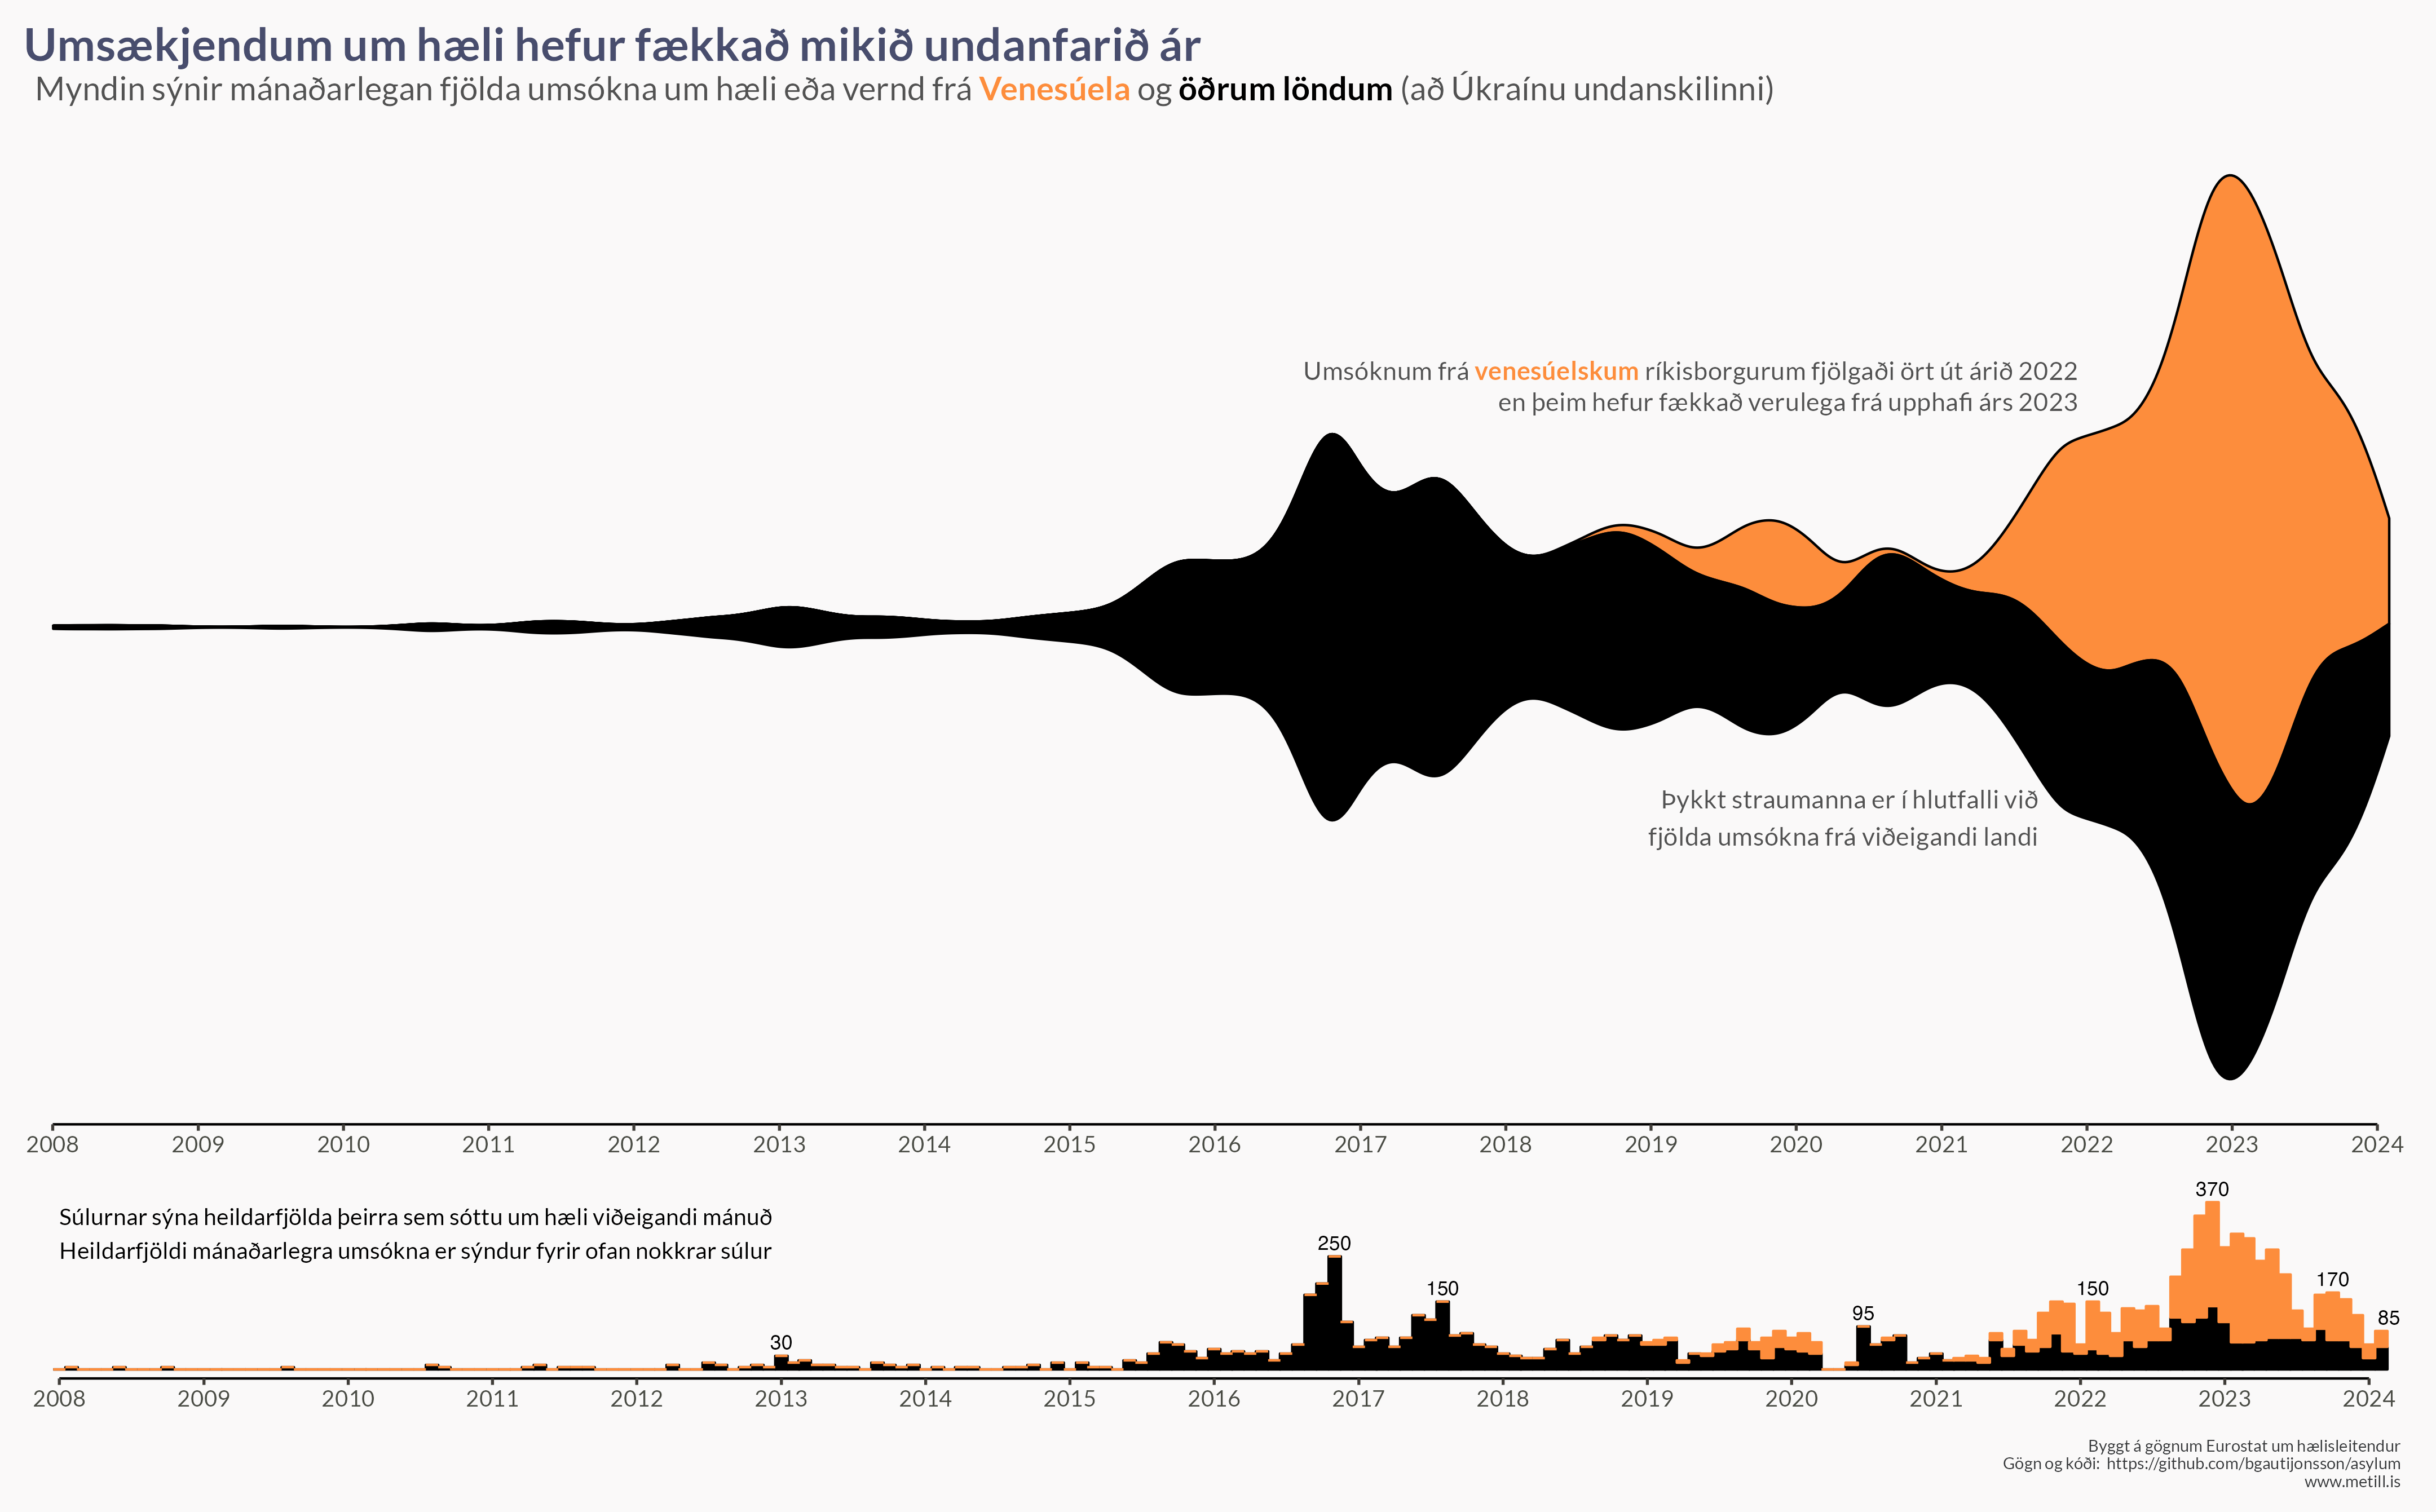 Umsækjendum um hæli hefur fækkað mikið undanfarið ár
Myndin sýnir mánaðarlegan fjölda umsókna um hæli eða vernd frá Venesúela og öðrum löndum (að Úkraínu undanskilinni)
Umsóknum frá venesúelskum ríkisborgurum fjölgaði ört út árið 2022
en þeim hefur fækkað verulega frá upphafi árs 2023
Þykkt straumanna er í hlutfalli við
fjölda umsókna frá viðeigandi landi
2008 2009 2010 2011 2012 2013 2014 2015 2016 2017 2018 2019 2020 2021 2022 2023 2024
Súlurnar sýna heildarfjölda þeirra sem sóttu um hæli viðeigandi mánuð
Heildarfjöldi mánaðarlegra umsókna er sýndur fyrir ofan nokkrar súlur
30 250 150 95 150 370 170 85
2008 2009 2010 2011 2012 2013 2014 2015 2016 2017 2018 2019 2020 2021 2022 2023 2024
Byggt á gögnum Eurostat um hælisleitendur
Gögn og kóði: https://github.com/bgautijonsson/asylum
www.metill.is